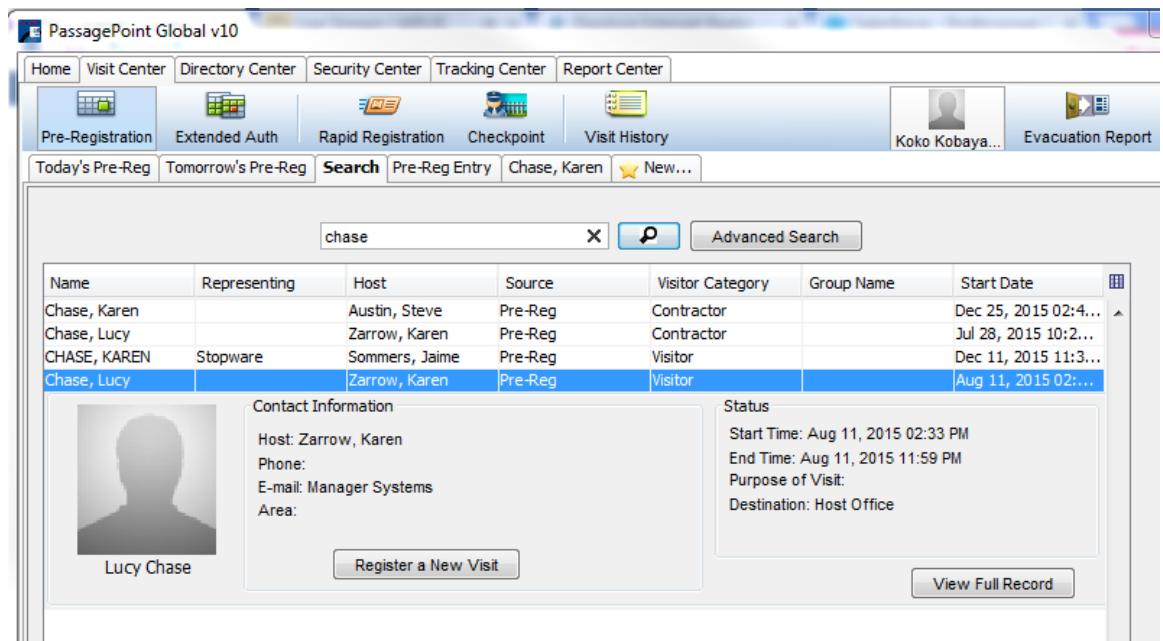 PassagePoint Global v10
Home Visit Center Directory Center Security Center Tracking Center Report Center
Pre-Registration Extended Auth Rapid Registration Checkpoint Visit History Koko Kobaya... Evacuation Report
Today's Pre-Reg Tomorrow's Pre-Reg Search Pre-Reg Entry Chase, Karen New...
chase Advanced Search
Name Representing Host Source Visitor Category Group Name Start Date
Chase, Karen Austin, Steve Pre-Reg Contractor Dec 25, 2015 02:4...
Chase, Lucy Zarrow, Karen Pre-Reg Contractor Jul 28, 2015 10:2...
CHASE, KAREN Stopware Sommers, Jaime Pre-Reg Visitor Dec 11, 2015 11:3...
Chase, Lucy Zarrow, Karen Pre-Reg Visitor Aug 11, 2015 02:...
Contact Information
Host: Zarrow, Karen
Phone:
E-mail: Manager Systems
Area:
Register a New Visit
Lucy Chase
Status
Start Time: Aug 11, 2015 02:33 PM
End Time: Aug 11, 2015 11:59 PM
Purpose of Visit:
Destination: Host Office
View Full Record